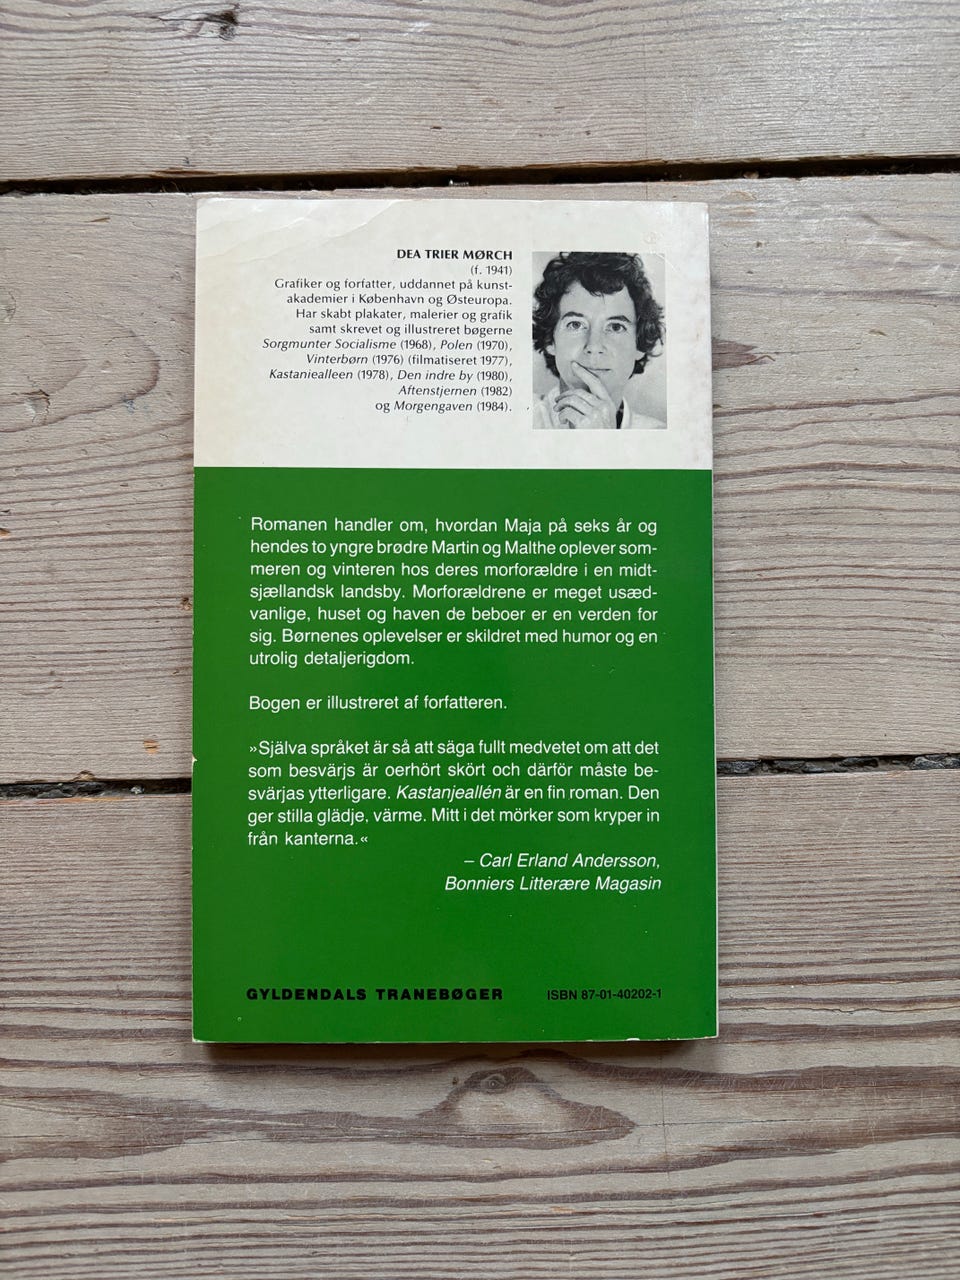 DEA TRIER MØRCH
(f. 1941)
Grafiker og forfatter, uddannet på kunst-
akademier i København og Østeuropa.
Har skabt plakater, malerier og grafik
samt skrevet og illustreret bøgerne
Sorgmunter Socialisme (1968), Polen (1970),
Vinterbørn (1976) (filmatiseret 1977),
Kastaniealleen (1978), Den indre by (1980),
Aftenstjernen (1982)
og Morgengaven (1984).
Romanen handler om, hvordan Maja på seks år og
hendes to yngre brødre Martin og Malthe oplever som-
meren og vinteren hos deres morforældre i en midt-
sjællandsk landsby. Morforældrene er meget usæd-
vanlige, huset og haven de beboer er en verden for
sig. Børnenes oplevelser er skildret med humor og en
utrolig detaljerigdom.
Bogen er illustreret af forfatteren.
»Själva språket är så att säga fullt medvetet om att det
som besvärjs är oerhört skört och därför måste be-
svärjas ytterligare. Kastanjeallén är en fin roman. Den
ger stilla glädje, värme. Mitt i det mörker som kryper in
från kanterna.«
– Carl Erland Andersson,
Bonniers Litterære Magasin
GYLDENDALS TRANEBØGER ISBN 87-01-40202-1